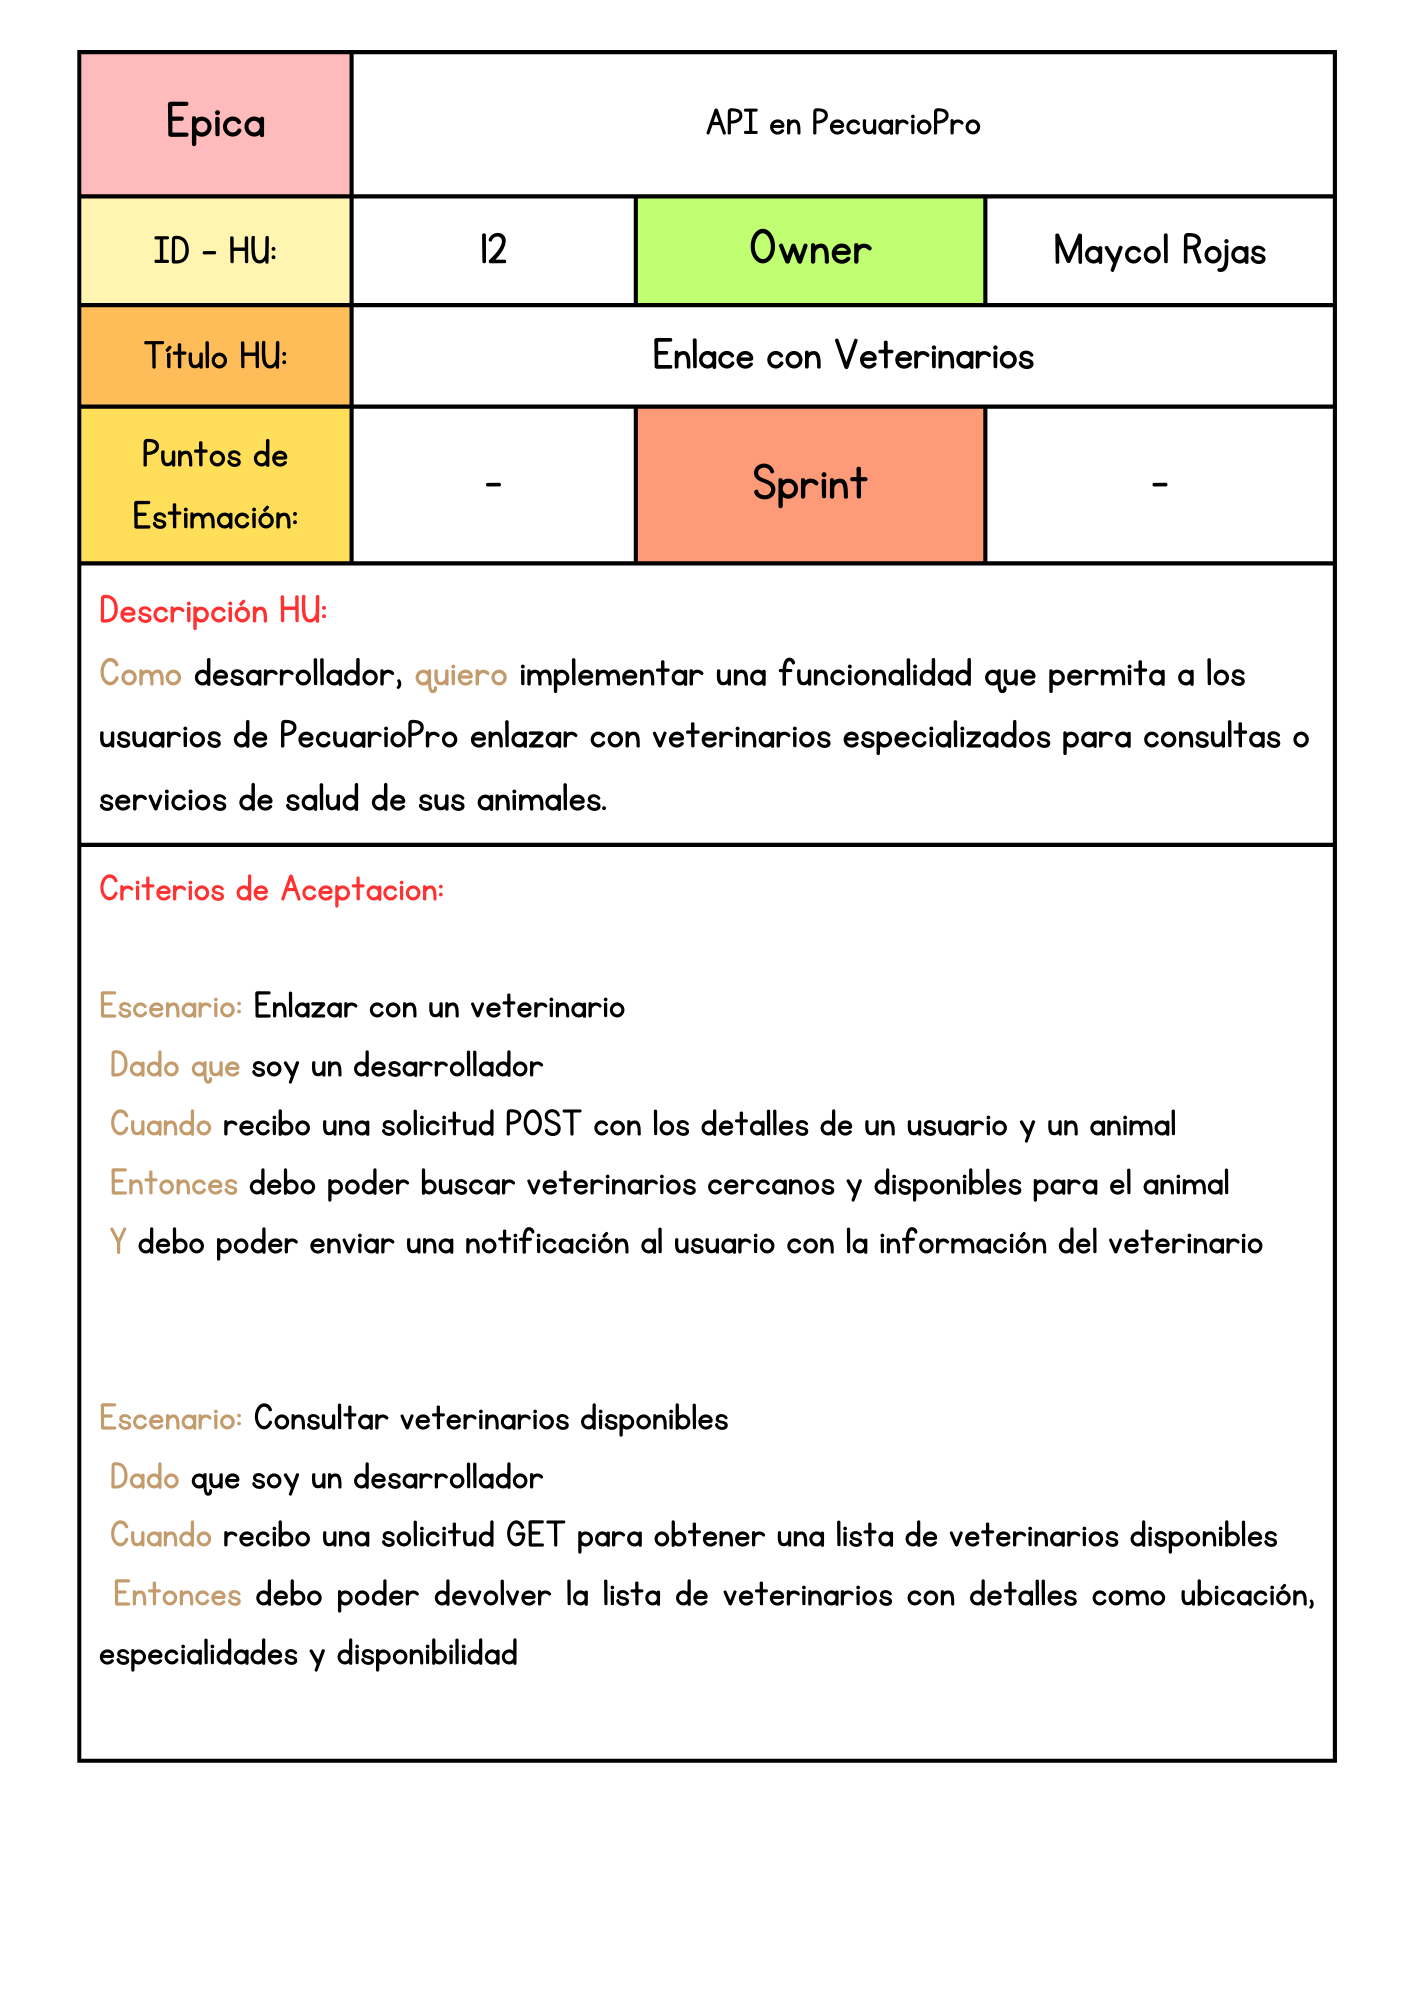 Epica
API en PecuarioPro
ID - HU:
12
Owner
Maycol Rojas
Título HU:
Enlace con Veterinarios
Puntos de
Estimación:
-
Sprint
-
Descripción HU:
Como desarrollador, quiero implementar una funcionalidad que permita a los
usuarios de PecuarioPro enlazar con veterinarios especializados para consultas o
servicios de salud de sus animales.
Criterios de Aceptacion:
Escenario: Enlazar con un veterinario
Dado que soy un desarrollador
Cuando recibo una solicitud POST con los detalles de un usuario y un animal
Entonces debo poder buscar veterinarios cercanos y disponibles para el animal
Y debo poder enviar una notificación al usuario con la información del veterinario
Escenario: Consultar veterinarios disponibles
Dado que soy un desarrollador
Cuando recibo una solicitud GET para obtener una lista de veterinarios disponibles
Entonces debo poder devolver la lista de veterinarios con detalles como ubicación,
especialidades y disponibilidad